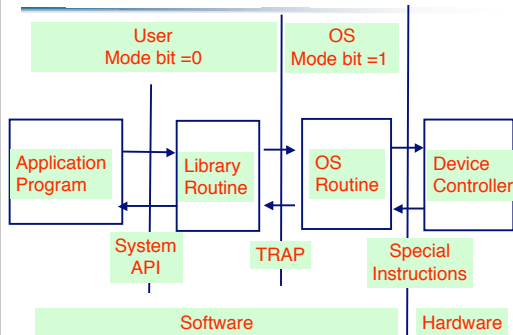 User
Mode bit =0
OS
Mode bit =1
Application
Program
Library
Routine
OS
Routine
Device
Controller
System
API
TRAP
Special
Instructions
Software
Hardware